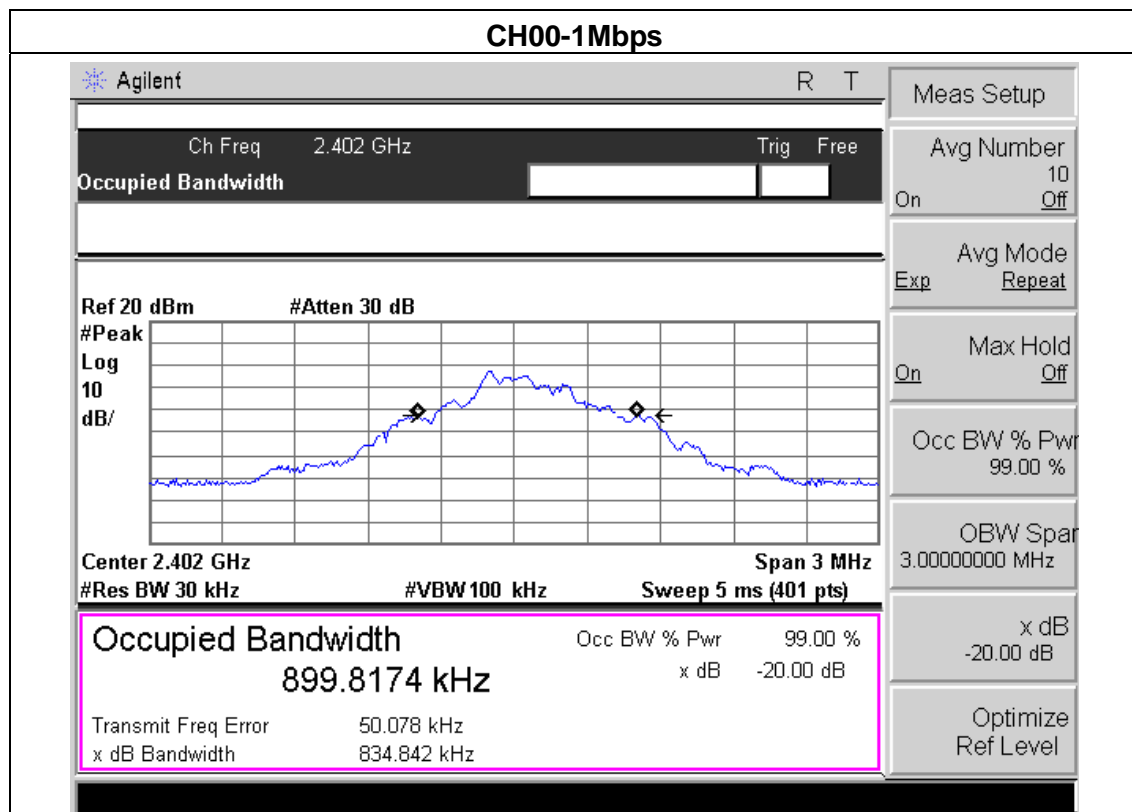 CH00-1Mbps
Agilent R T
Ch Freq 2.402 GHz Trig Free
Occupied Bandwidth
Ref 20 dBm #Atten 30 dB
#Peak
Log
10
dB/
Center 2.402 GHz Span 3 MHz
#Res BW 30 kHz #VBW 100 kHz Sweep 5 ms (401 pts)
Occupied Bandwidth Occ BW % Pwr 99.00 %
899.8174 kHz x dB -20.00 dB
Transmit Freq Error 50.078 kHz
x dB Bandwidth 834.842 kHz
Meas Setup
Avg Number
10
On Off
Avg Mode
Exp Repeat
Max Hold
On Off
Occ BW % Pwr
99.00 %
OBW Span
3.00000000 MHz
x dB
-20.00 dB
Optimize
Ref Level